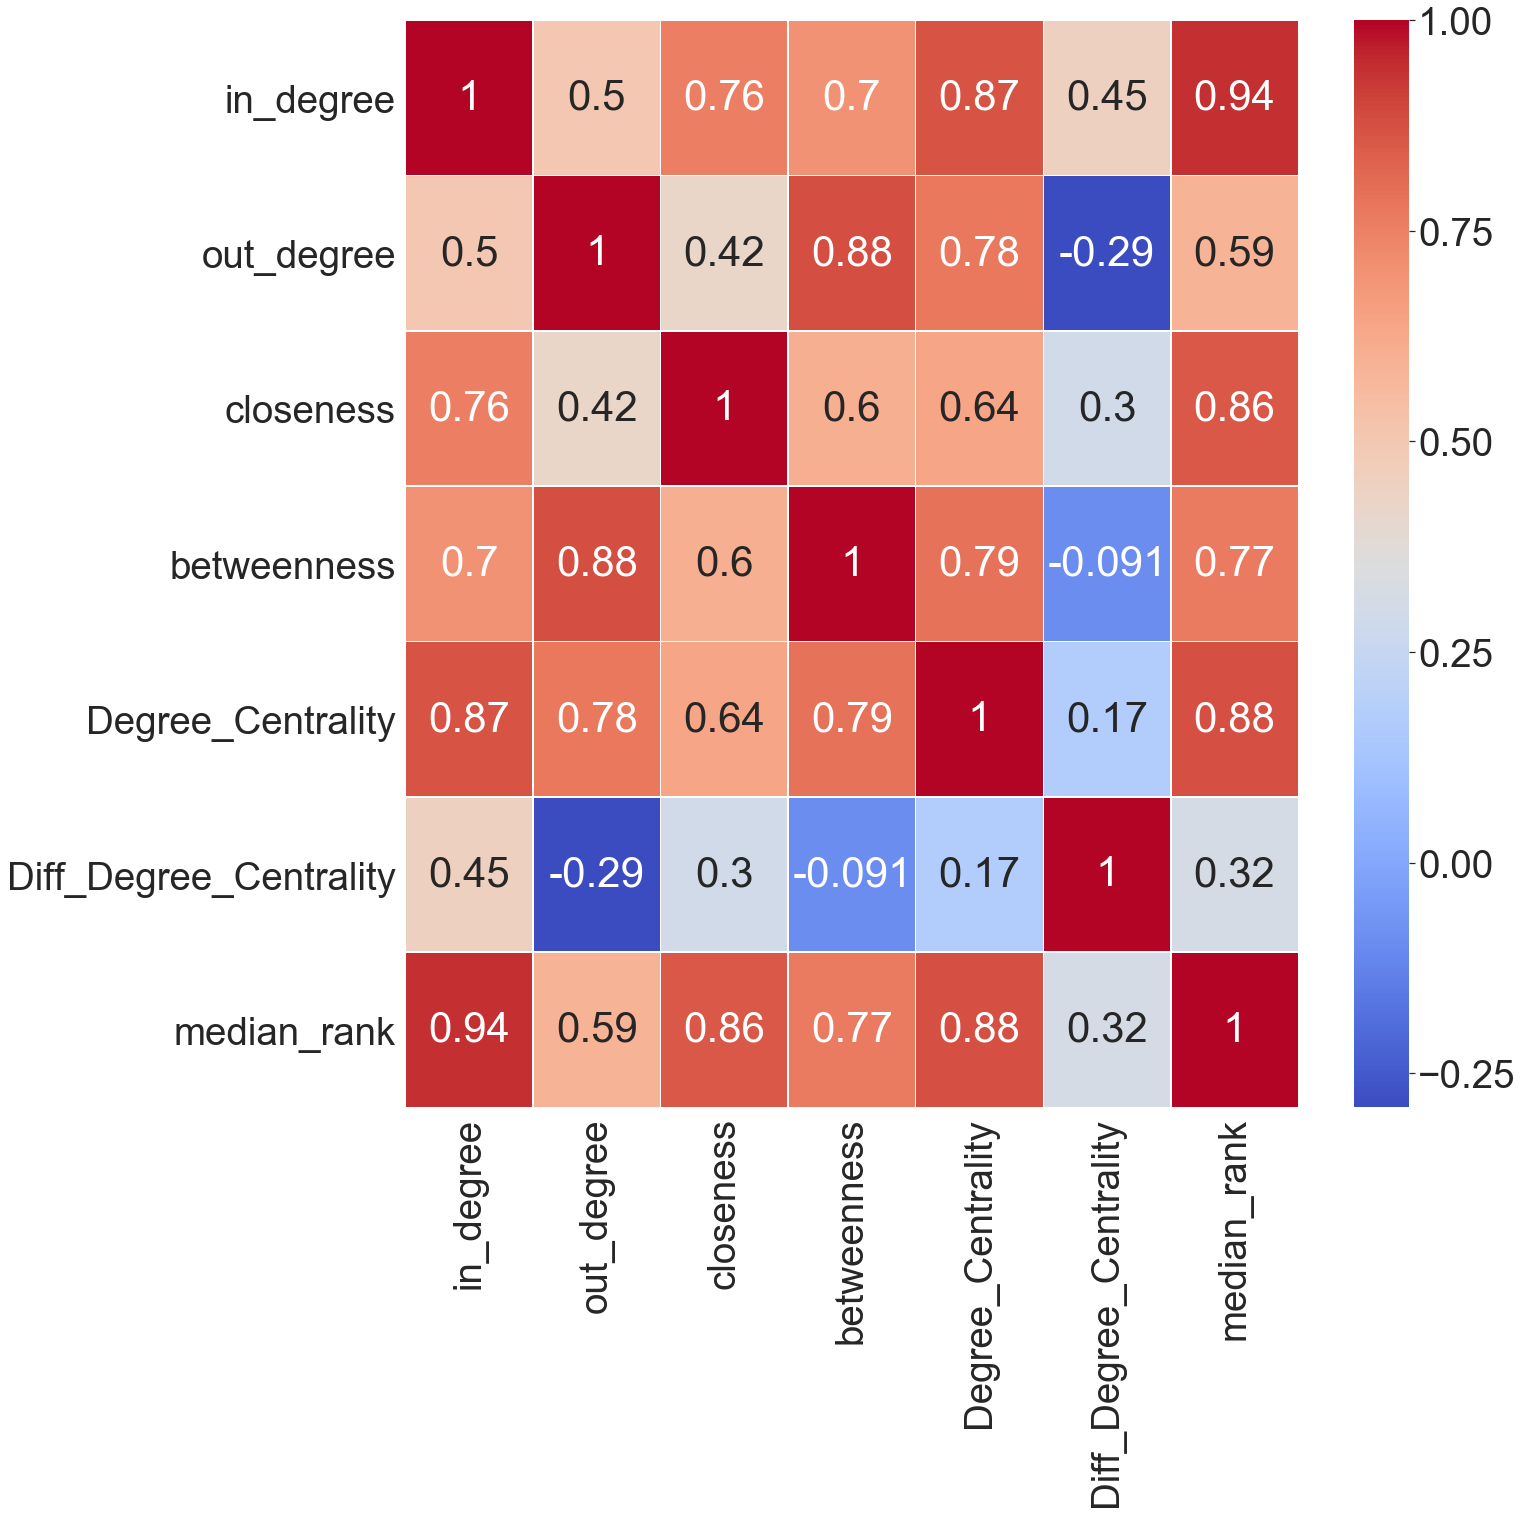 in_degree 1 0.5 0.76 0.7 0.87 0.45 0.94
out_degree 0.5 1 0.42 0.88 0.78 -0.29 0.59
closeness 0.76 0.42 1 0.6 0.64 0.3 0.86
betweenness 0.7 0.88 0.6 1 0.79 -0.091 0.77
Degree_Centrality 0.87 0.78 0.64 0.79 1 0.17 0.88
Diff_Degree_Centrality 0.45 -0.29 0.3 -0.091 0.17 1 0.32
median_rank 0.94 0.59 0.86 0.77 0.88 0.32 1
in_degree
out_degree
closeness
betweenness
Degree_Centrality
Diff_Degree_Centrality
median_rank
1.00
0.75
0.50
0.25
0.00
−0.25